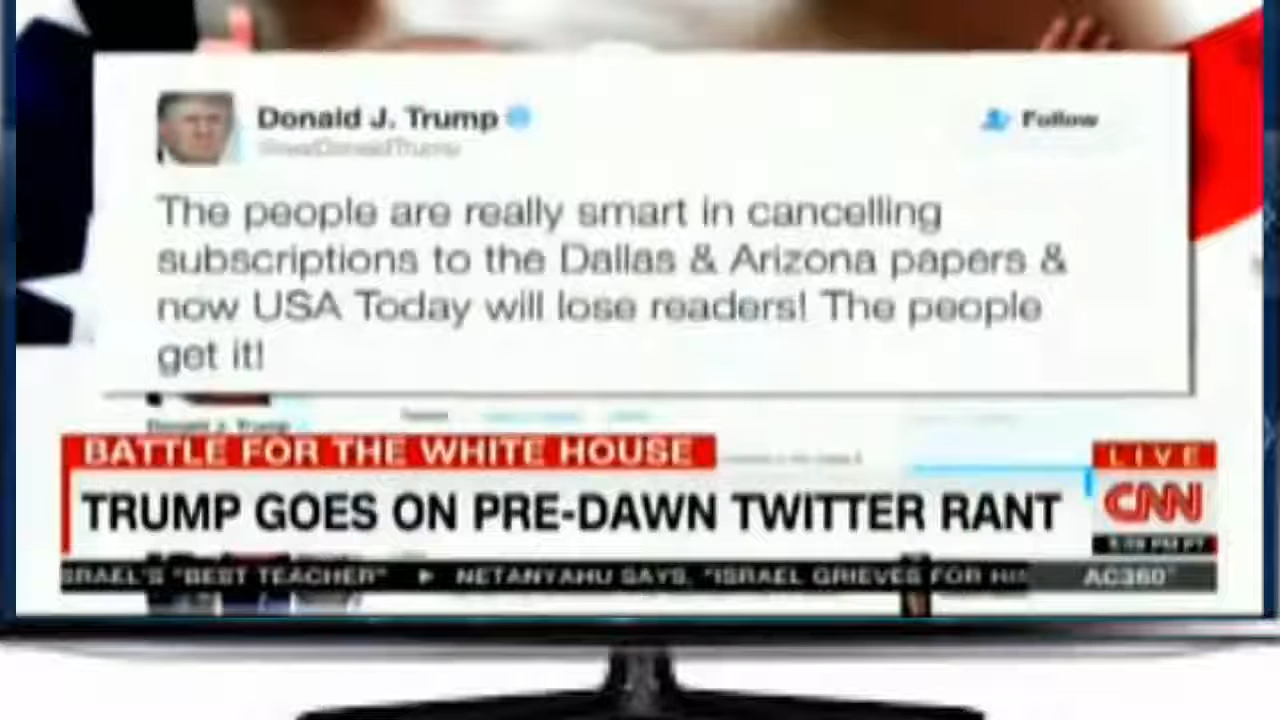 Donald J. Trump
Follow
The people are really smart in cancelling
subscriptions to the Dallas & Arizona papers &
now USA Today will lose readers! The people
get it!
Donald J. Trump
BATTLE FOR THE WHITE HOUSE
LIVE
TRUMP GOES ON PRE-DAWN TWITTER RANT
CNN
"BEST TEACHER" ► NETANYAHU SAYS, "ISRAEL GRIEVES FOR
AC360°